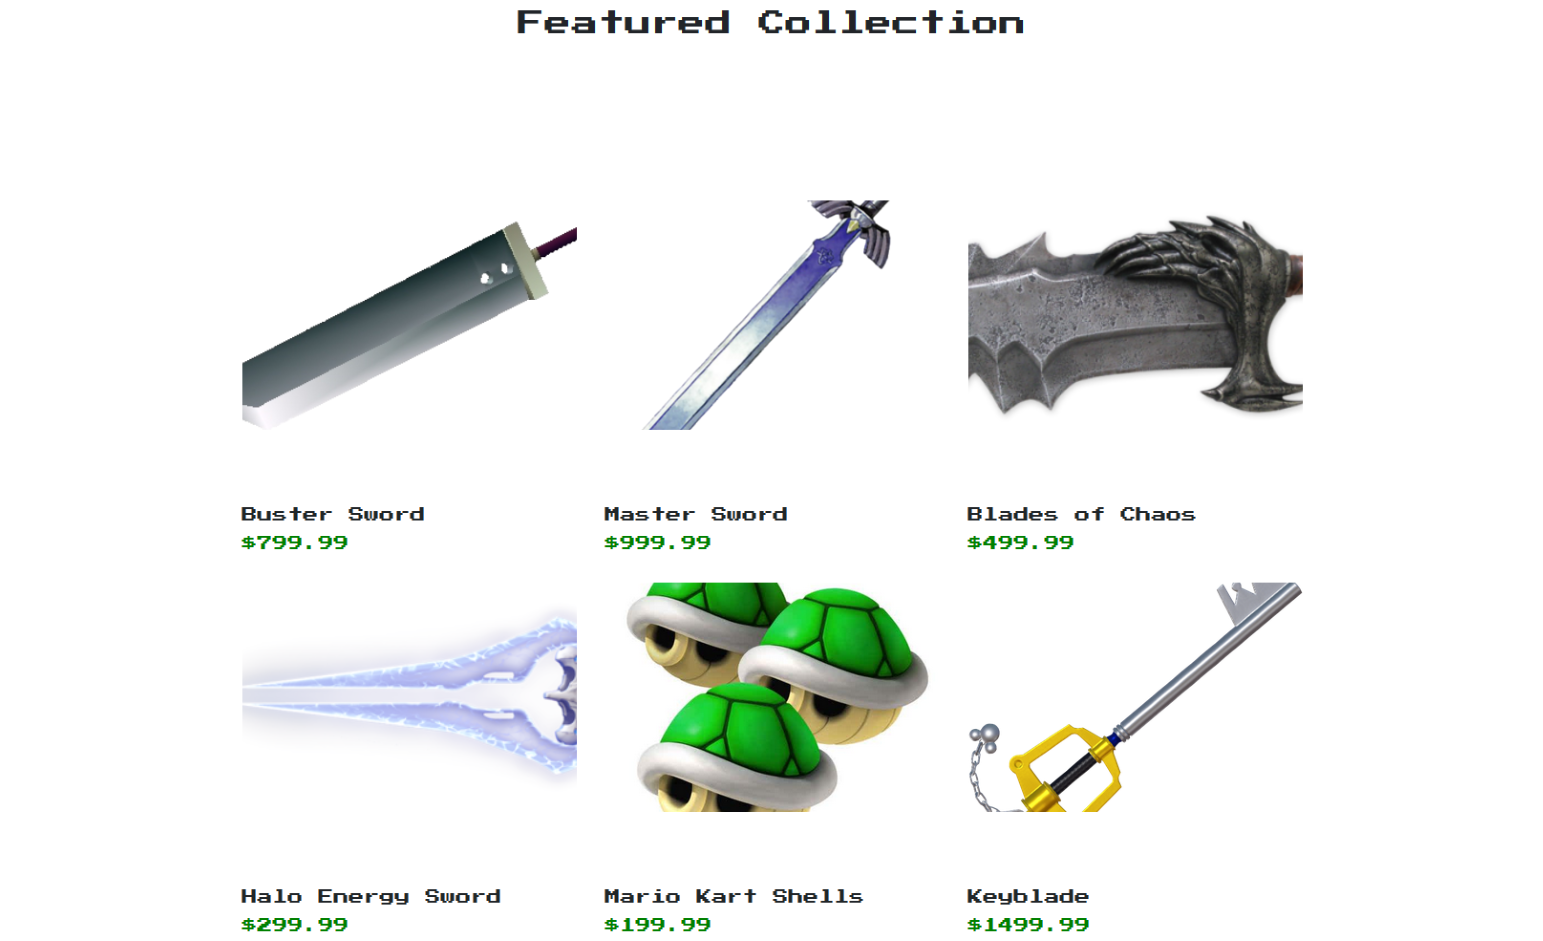 Featured Collection
Buster Sword
$799.99
Master Sword
$999.99
Blades of Chaos
$499.99
Halo Energy Sword
$299.99
Mario Kart Shells
$199.99
Keyblade
$1499.99